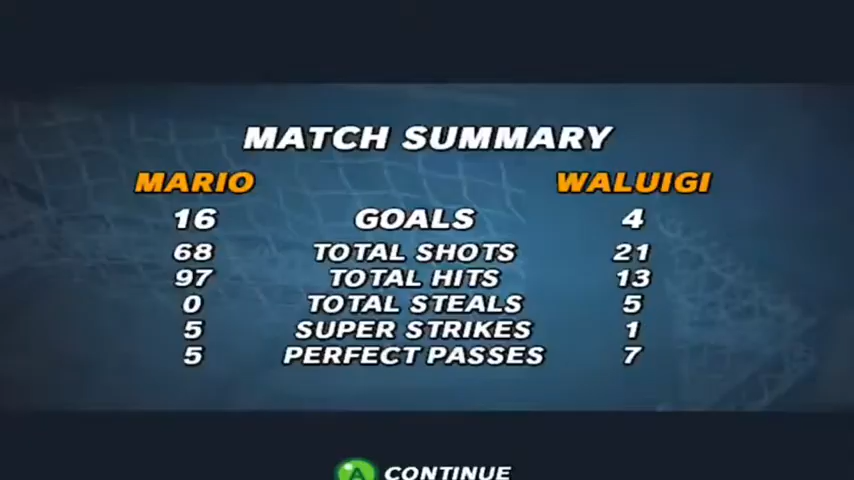 MATCH SUMMARY
MARIO WALUIGI
16 GOALS 4
68 TOTAL SHOTS 21
97 TOTAL HITS 13
0 TOTAL STEALS 5
5 SUPER STRIKES 1
5 PERFECT PASSES 7
A CONTINUE